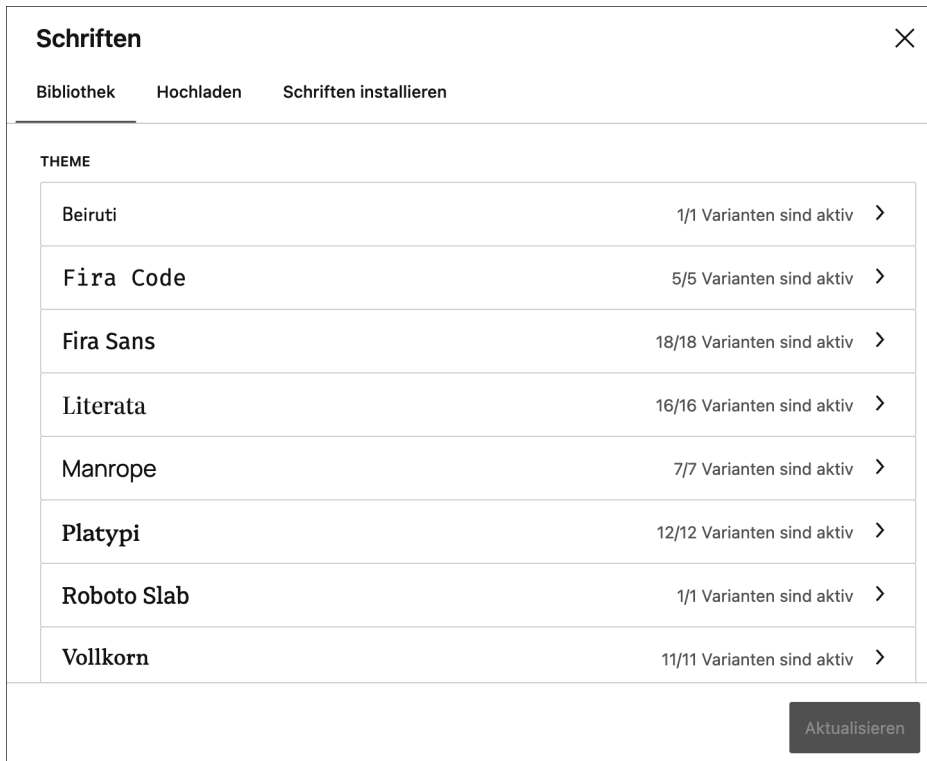 Schriften
Bibliothek Hochladen Schriften installieren
THEME
Beiruti 1/1 Varianten sind aktiv
Fira Code 5/5 Varianten sind aktiv
Fira Sans 18/18 Varianten sind aktiv
Literata 16/16 Varianten sind aktiv
Manrope 7/7 Varianten sind aktiv
Platypi 12/12 Varianten sind aktiv
Roboto Slab 1/1 Varianten sind aktiv
Vollkorn 11/11 Varianten sind aktiv
Aktualisieren